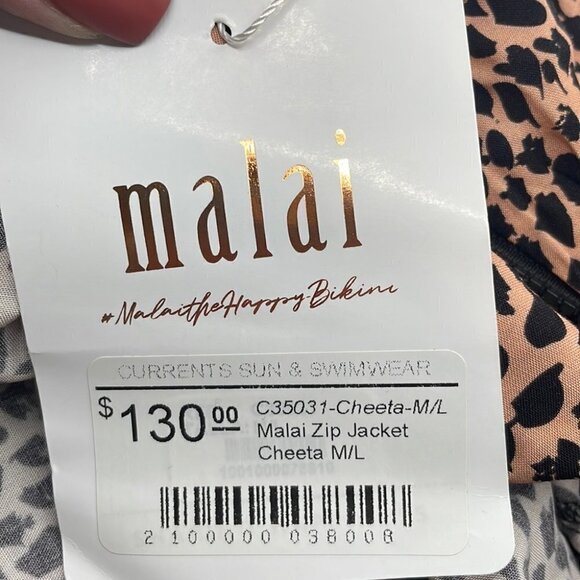 malai
#MalaitheHappyBikini
CURRENTS SUN & SWIMWEAR
$130.00 C35031-Cheeta-M/L
Malai Zip Jacket
Cheeta M/L
2 100000 038008